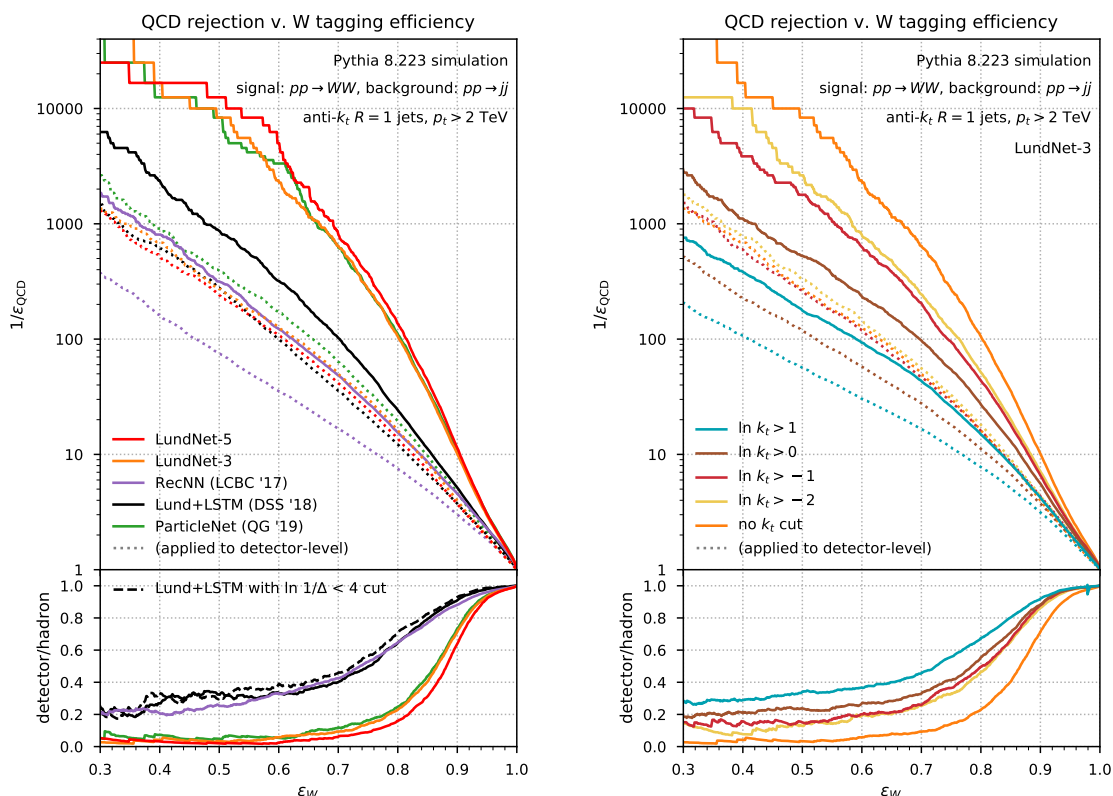 QCD rejection v. W tagging efficiency
Pythia 8.223 simulation
signal: pp→WW, background: pp→jj
anti-kt R = 1 jets, pt > 2 TeV
1/εQCD
10000
1000
100
10
1
LundNet-5
LundNet-3
RecNN (LCBC '17)
Lund+LSTM (DSS '18)
ParticleNet (QG '19)
(applied to detector-level)
Lund+LSTM with ln 1/Δ < 4 cut
detector/hadron
1.0
0.8
0.6
0.4
0.2
0.0
0.3 0.4 0.5 0.6 0.7 0.8 0.9 1.0
εW
QCD rejection v. W tagging efficiency
Pythia 8.223 simulation
signal: pp→WW, background: pp→jj
anti-kt R = 1 jets, pt > 2 TeV
LundNet-3
1/εQCD
10000
1000
100
10
1
ln kt > 1
ln kt > 0
ln kt > −1
ln kt > −2
no kt cut
(applied to detector-level)
detector/hadron
1.0
0.8
0.6
0.4
0.2
0.0
0.3 0.4 0.5 0.6 0.7 0.8 0.9 1.0
εW